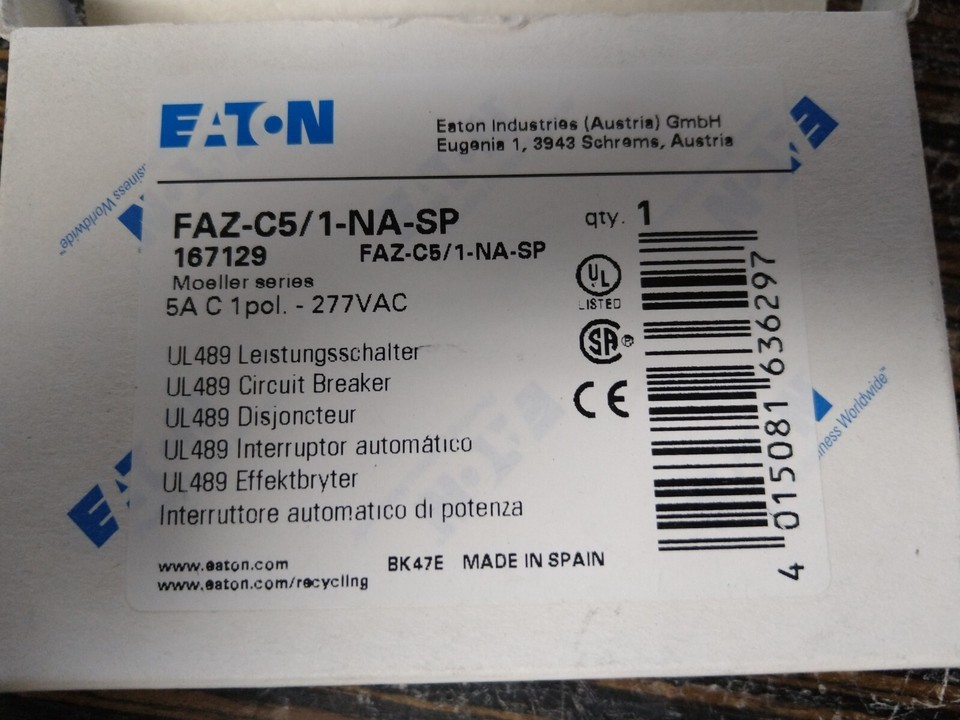 EATON
Eaton Industries (Austria) GmbH
Eugenia 1, 3943 Schrems, Austria
FAZ-C5/1-NA-SP
qty. 1
167129 FAZ-C5/1-NA-SP
Moeller series
5A C 1pol. - 277VAC
UL LISTED
SA®
CE
UL489 Leistungsschalter
UL489 Circuit Breaker
UL489 Disjoncteur
UL489 Interruptor automático
UL489 Effektbryter
Interruttore automatico di potenza
www.eaton.com
BK47E MADE IN SPAIN
www.eaton.com/recycling
4 015081 636297
Worldwide™
Worldwide™